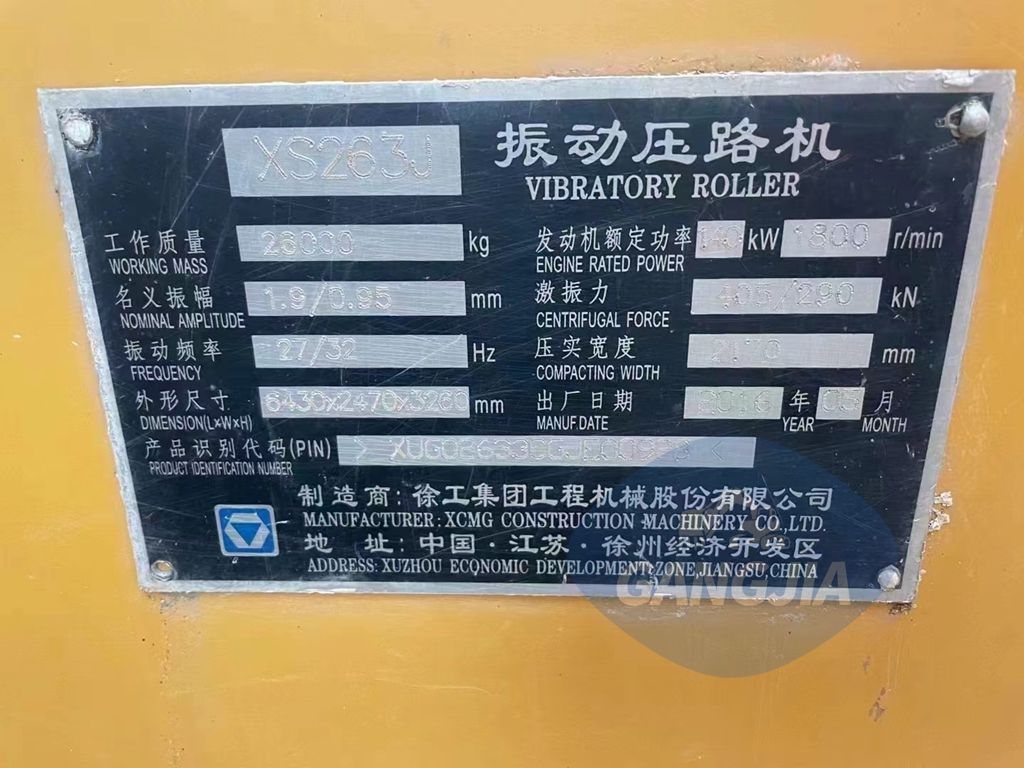 XS263J
振动压路机
VIBRATORY ROLLER
工作质量 26000 kg
WORKING MASS
发动机额定功率 140 kW 1800 r/min
ENGINE RATED POWER
名义振幅 1.9/0.95 mm
NOMINAL AMPLITUDE
激振力 405/290 kN
CENTRIFUGAL FORCE
振动频率 27/32 Hz
FREQUENCY
压实宽度 2170 mm
COMPACTING WIDTH
外形尺寸 6430x2470x3260 mm
DIMENSION(L×W×H)
出厂日期 2016 年 05 月
MANUF.DATE YEAR MONTH
产品识别代码(PIN)
PRODUCT IDENTIFICATION NUMBER
制造商:徐工集团工程机械股份有限公司
MANUFACTURER: XCMG CONSTRUCTION MACHINERY CO.,LTD.
地 址:中国·江苏·徐州经济开发区
ADDRESS: XUZHOU ECONOMIC DEVELOPMENT ZONE,JIANGSU,CHINA
GANGJIA